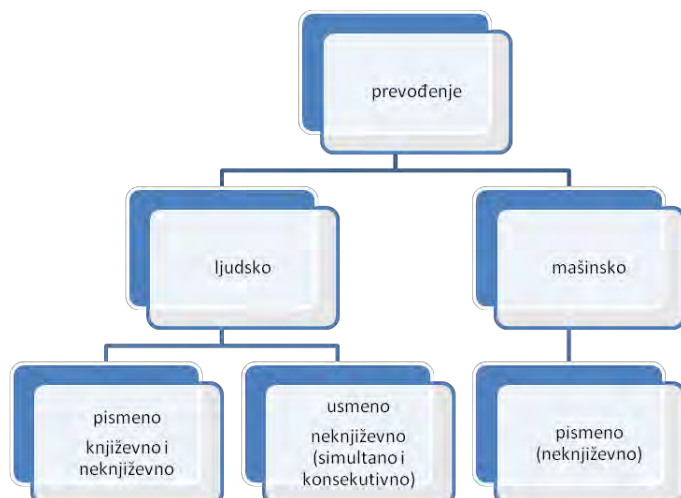 prevođenje
ljudsko
mašinsko
pismeno
književno i
neknjiževno
usmeno
neknjiževno
(simultano i
konsekutivno)
pismeno
(neknjiževno)